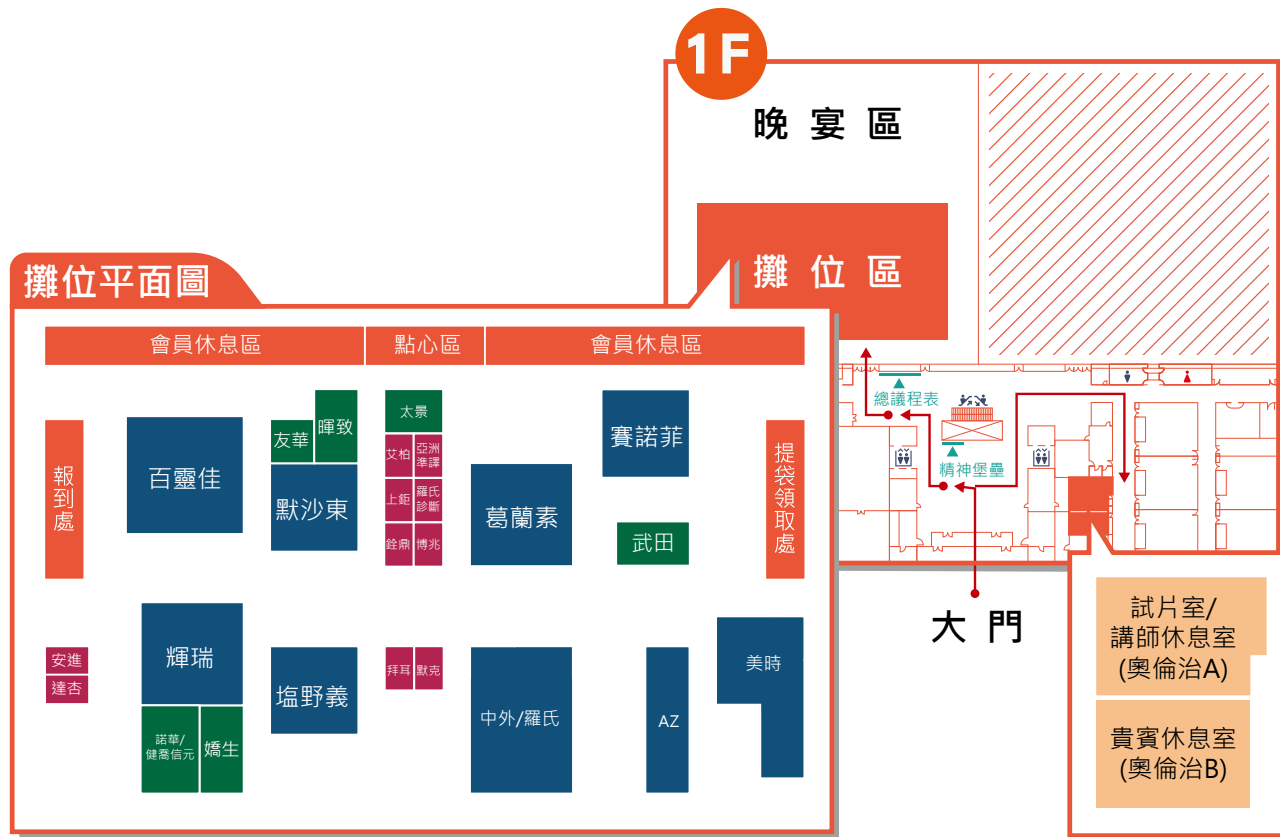 1F
晚宴區
攤位區
攤位平面圖
會員休息區
點心區
會員休息區
報到處
百靈佳
友華
暉致
默沙東
太景
艾柏
亞洲
準譯
上鉅
羅氏
診斷
銓鼎
博兆
葛蘭素
賽諾菲
武田
提袋領取處
安進
達杏
輝瑞
諾華/
健喬信元
嬌生
塩野義
拜耳
默克
中外/羅氏
AZ
美時
總議程表
精神堡壘
大門
試片室/
講師休息室
(奧倫治A)
貴賓休息室
(奧倫治B)